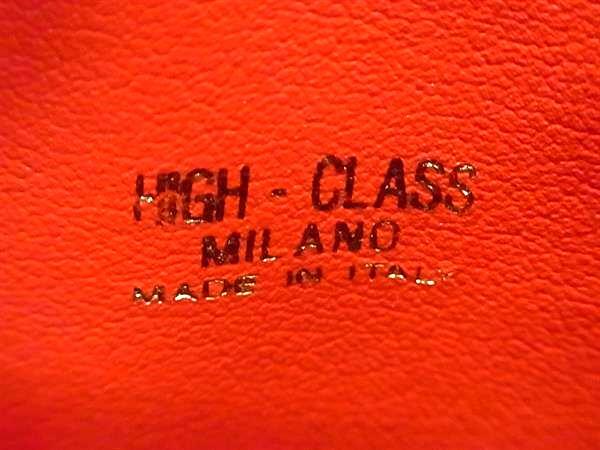 HIGH - CLASS
MILANO
MADE IN ITALY